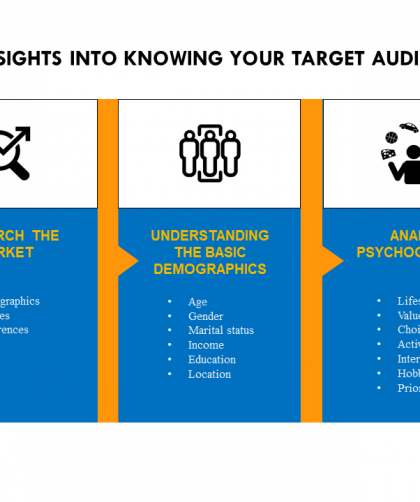 SIGHTS INTO KNOWING YOUR TARGET AUDI
RCH THE
RKET
graphics
es
rences
UNDERSTANDING
THE BASIC
DEMOGRAPHICS
• Age
• Gender
• Marital status
• Income
• Education
• Location
ANA
PSYCHOG
• Lifes
• Value
• Choi
• Activ
• Inter
• Hobb
• Prior